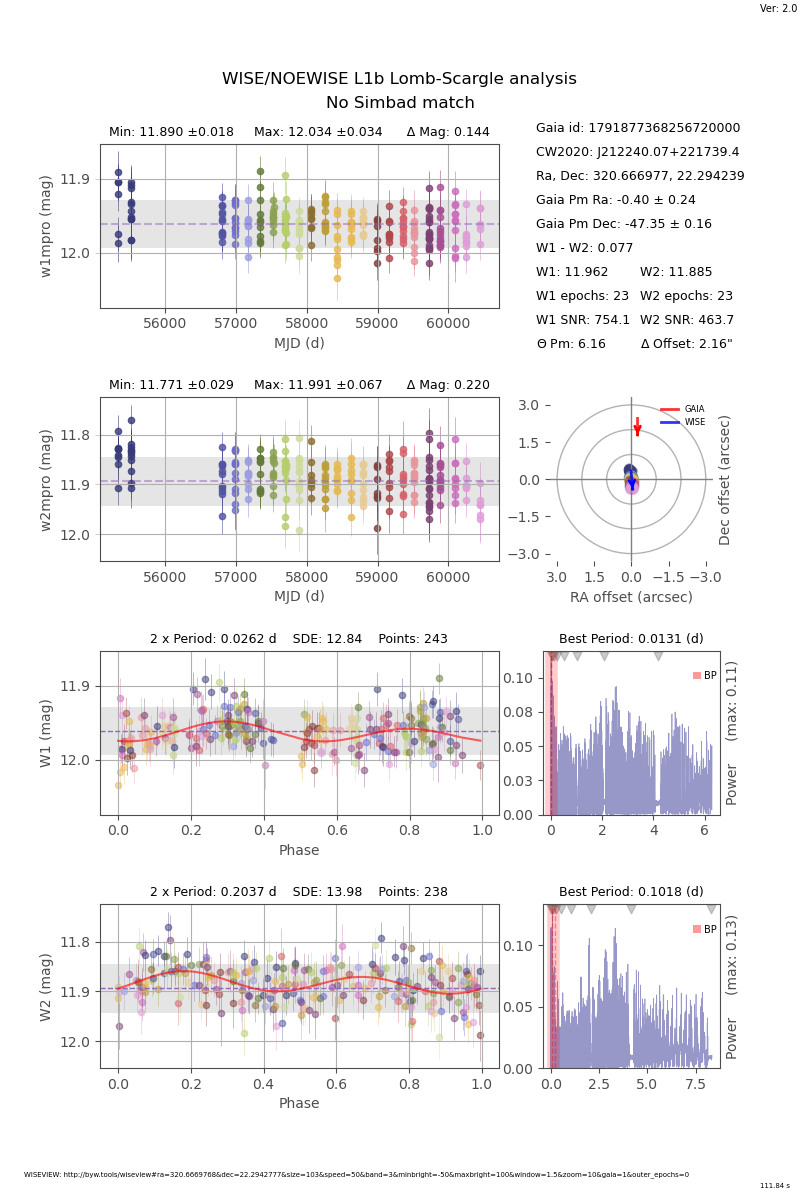 Ver: 2.0
WISE/NOEWISE L1b Lomb-Scargle analysis
No Simbad match
Min: 11.890 ±0.018 Max: 12.034 ±0.034 Δ Mag: 0.144
w1mpro (mag)
11.9
12.0
56000 57000 58000 59000 60000
MJD (d)
Gaia id: 1791877368256720000
CW2020: J212240.07+221739.4
Ra, Dec: 320.666977, 22.294239
Gaia Pm Ra: -0.40 ± 0.24
Gaia Pm Dec: -47.35 ± 0.16
W1 - W2: 0.077
W1: 11.962 W2: 11.885
W1 epochs: 23 W2 epochs: 23
W1 SNR: 754.1 W2 SNR: 463.7
Θ Pm: 6.16 Δ Offset: 2.16"
Min: 11.771 ±0.029 Max: 11.991 ±0.067 Δ Mag: 0.220
w2mpro (mag)
11.8
11.9
12.0
56000 57000 58000 59000 60000
MJD (d)
3.0
1.5
0.0
−1.5
−3.0
GAIA
WISE
3.0 1.5 0.0 −1.5 −3.0
RA offset (arcsec)
Dec offset (arcsec)
2 x Period: 0.0262 d SDE: 12.84 Points: 243
W1 (mag)
11.9
12.0
0.0 0.2 0.4 0.6 0.8 1.0
Phase
Best Period: 0.0131 (d)
0.10
0.08
0.05
0.03
0.00
BP
0 2 4 6
Power (max: 0.11)
2 x Period: 0.2037 d SDE: 13.98 Points: 238
W2 (mag)
11.8
11.9
12.0
0.0 0.2 0.4 0.6 0.8 1.0
Phase
Best Period: 0.1018 (d)
0.10
0.05
0.00
BP
0.0 2.5 5.0 7.5
Power (max: 0.13)
WISEVIEW: http://byw.tools/wiseview#ra=320.6669768&dec=22.2942777&size=103&speed=50&band=3&minbright=-50&maxbright=100&window=1.5&zoom=10&gaia=1&outer_epochs=0
111.84 s